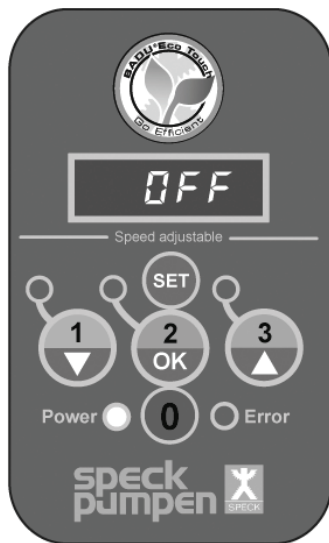 BADU®Eco Touch
Go Efficient
OFF
Speed adjustable
SET
1 2 3
OK
Power 0 Error
speck
pumpen
SPECK